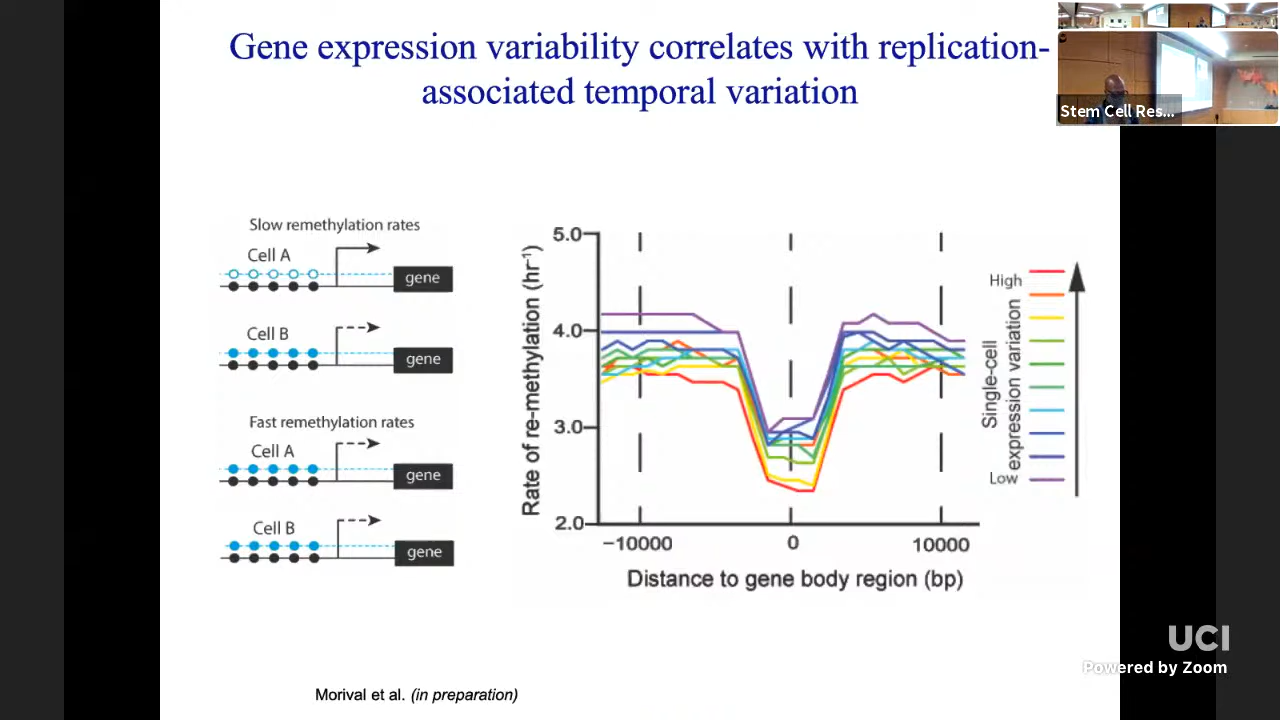 Gene expression variability correlates with replication-
associated temporal variation
Stem Cell Res...
Slow remethylation rates
Cell A
gene
Cell B
gene
Fast remethylation rates
Cell A
gene
Cell B
gene
Rate of re-methylation (hr⁻¹)
5.0
4.0
3.0
2.0
−10000
0
10000
Distance to gene body region (bp)
High
Low
Single-cell
expression variation
Morival et al. (in preparation)
UCI
Powered by Zoom